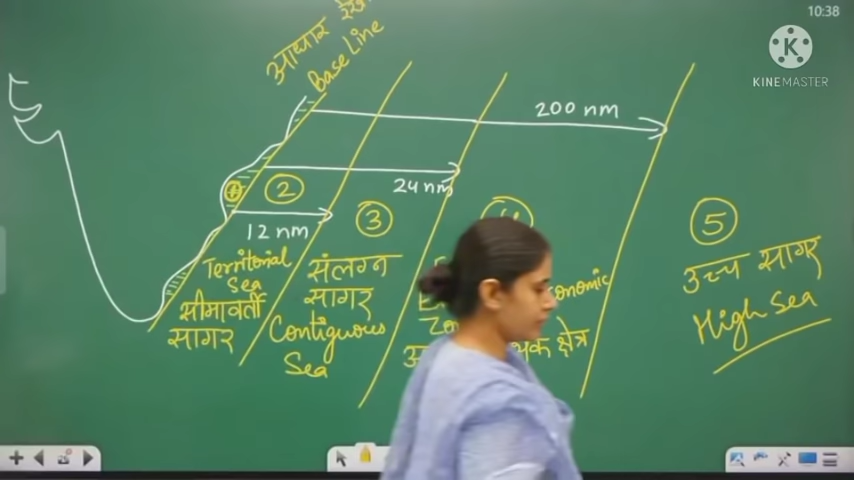 10:38
KINEMASTER
आधार रेखा
Base Line
200 nm
24 nm
12 nm
1
2
3
5
Territorial
Sea
सीमावर्ती
सागर
संलग्न
सागर
Contiguous
Sea
क्षेत्र
उच्च सागर
High Sea